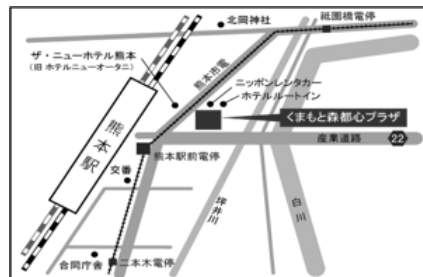 北岡神社
祇園橋電停
ザ・ニューホテル熊本
(旧 ホテルニューオータニ)
熊本市電
ニッポンレンタカー
ホテルルートイン
くまもと森都心プラザ
熊本駅
産業道路 22
熊本駅前電停
交番
坪井川
白川
合同庁舎
二本木電停